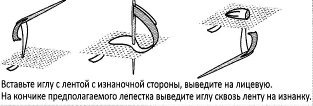 Вставьте иглу с лентой с изнаночной стороны, выведите на лицевую.
На кончике предполагаемого лепестка выведите иглу сквозь ленту на изнанку.